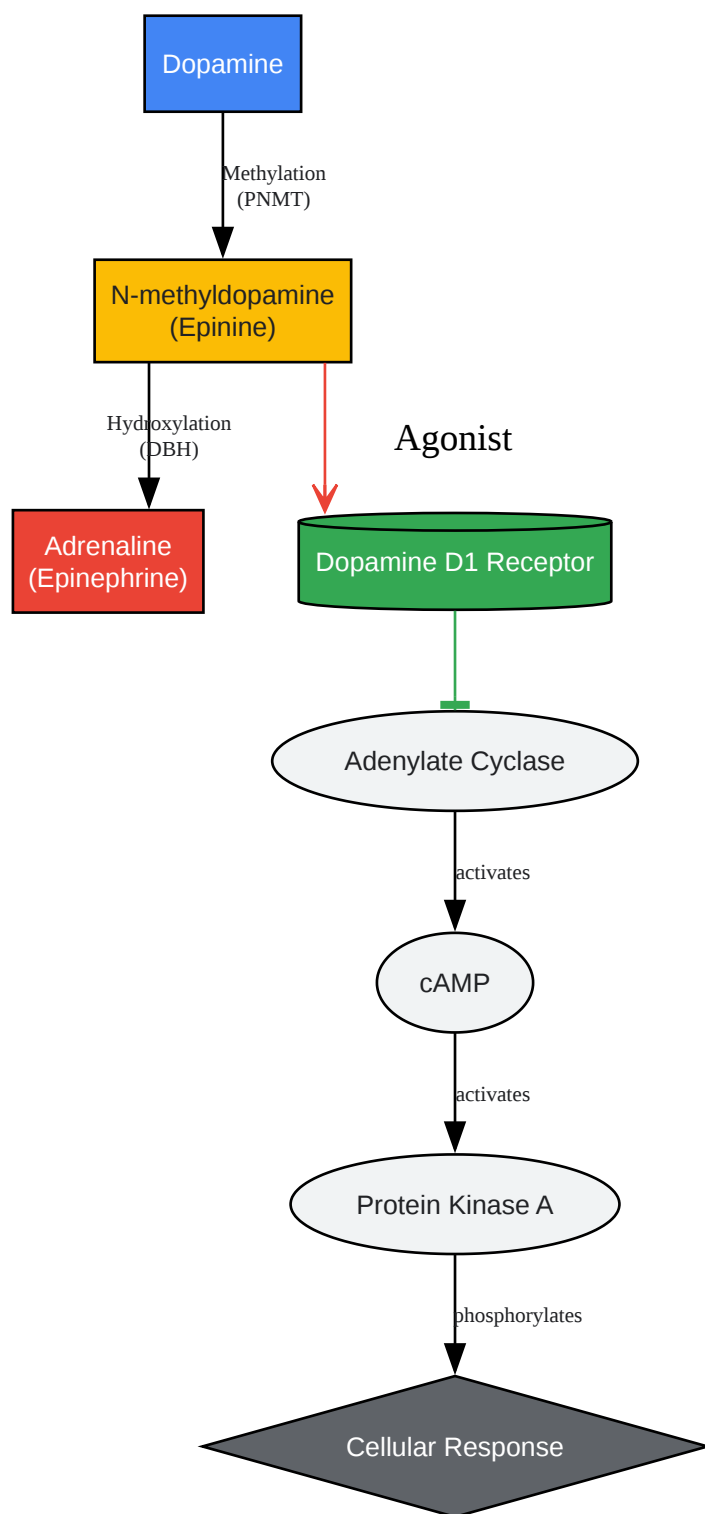 Dopamine
Methylation
(PNMT)
N-methyldopamine
(Epinine)
Hydroxylation
(DBH)
Agonist
Adrenaline
(Epinephrine)
Dopamine D1 Receptor
Adenylate Cyclase
activates
cAMP
activates
Protein Kinase A
phosphorylates
Cellular Response